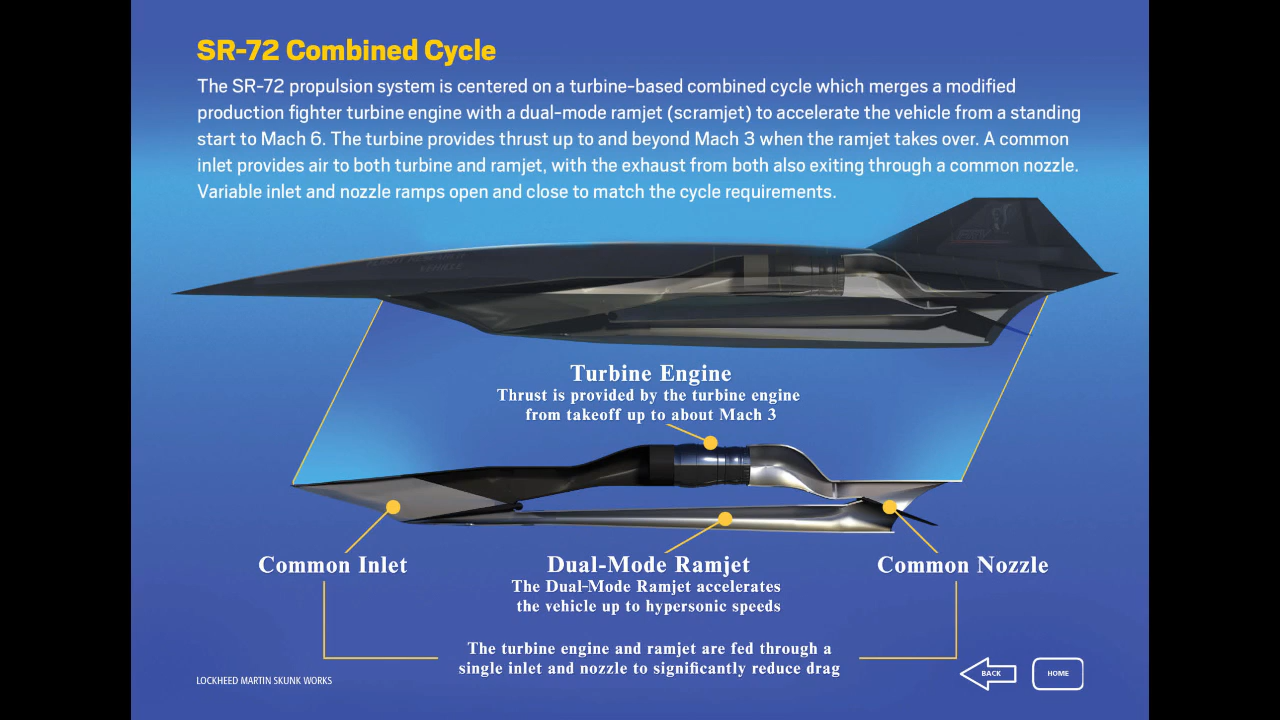 SR-72 Combined Cycle
The SR-72 propulsion system is centered on a turbine-based combined cycle which merges a modified
production fighter turbine engine with a dual-mode ramjet (scramjet) to accelerate the vehicle from a standing
start to Mach 6. The turbine provides thrust up to and beyond Mach 3 when the ramjet takes over. A common
inlet provides air to both turbine and ramjet, with the exhaust from both also exiting through a common nozzle.
Variable inlet and nozzle ramps open and close to match the cycle requirements.
VEHICLE
Turbine Engine
Thrust is provided by the turbine engine
from takeoff up to about Mach 3
Common Inlet
Dual-Mode Ramjet
The Dual-Mode Ramjet accelerates
the vehicle up to hypersonic speeds
Common Nozzle
The turbine engine and ramjet are fed through a
single inlet and nozzle to significantly reduce drag
LOCKHEED MARTIN SKUNK WORKS
BACK
HOME